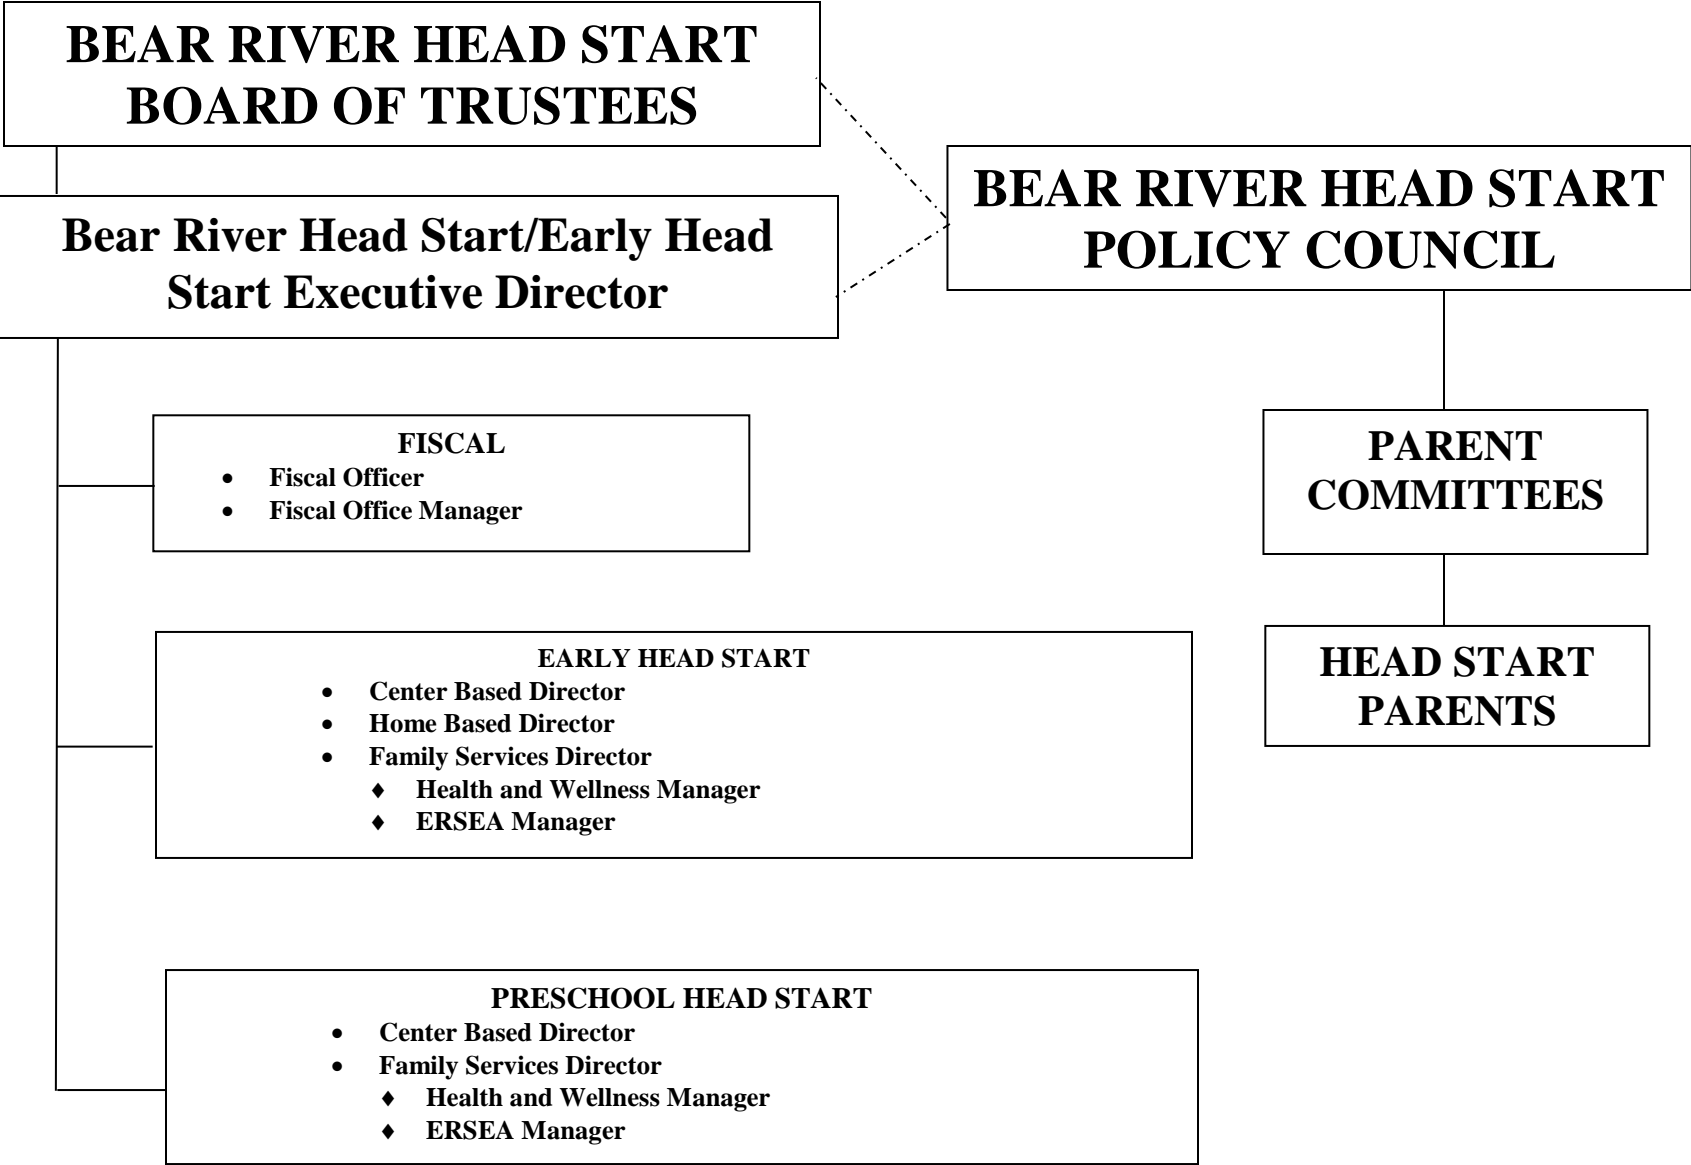 BEAR RIVER HEAD START
BOARD OF TRUSTEES
BEAR RIVER HEAD START
POLICY COUNCIL
Bear River Head Start/Early Head
Start Executive Director
FISCAL
• Fiscal Officer
• Fiscal Office Manager
PARENT
COMMITTEES
EARLY HEAD START
• Center Based Director
• Home Based Director
• Family Services Director
♦ Health and Wellness Manager
♦ ERSEA Manager
HEAD START
PARENTS
PRESCHOOL HEAD START
• Center Based Director
• Family Services Director
♦ Health and Wellness Manager
♦ ERSEA Manager